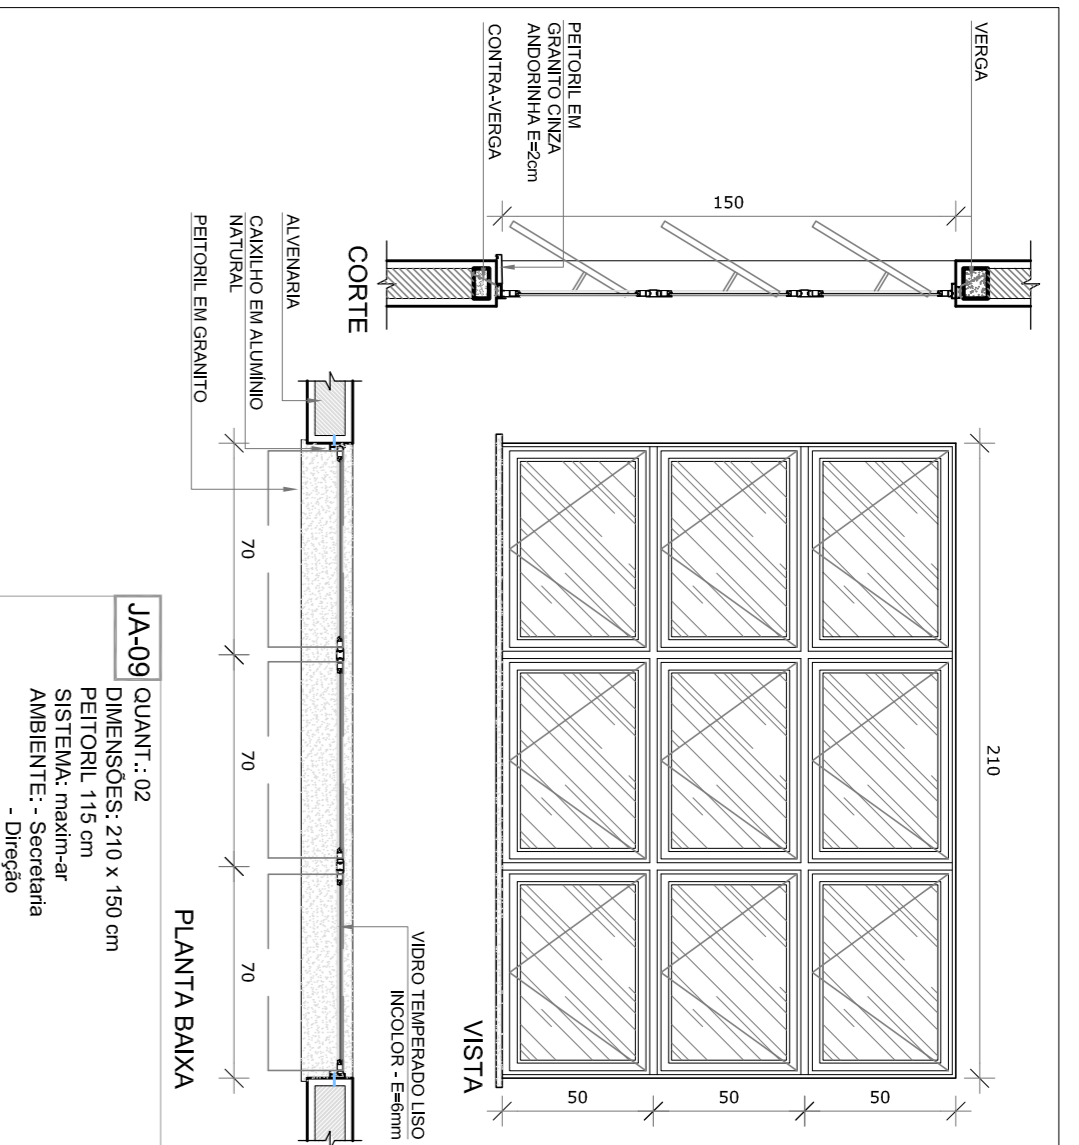 VERGA
150
PEITORIL EM
GRANITO CINZA
ANDORINHA E=2cm
CONTRA-VERGA
CORTE
210
50
50
50
VISTA
ALVENARIA
CAIXILHO EM ALUMÍNIO
NATURAL
PEITORIL EM GRANITO
70
70
70
VIDRO TEMPERADO LISO
INCOLOR - E=6mm
PLANTA BAIXA
JA-09
QUANT.: 02
DIMENSÕES: 210 x 150 cm
PEITORIL 115 cm
SISTEMA: maxim-ar
AMBIENTE: - Secretaria
- Direção